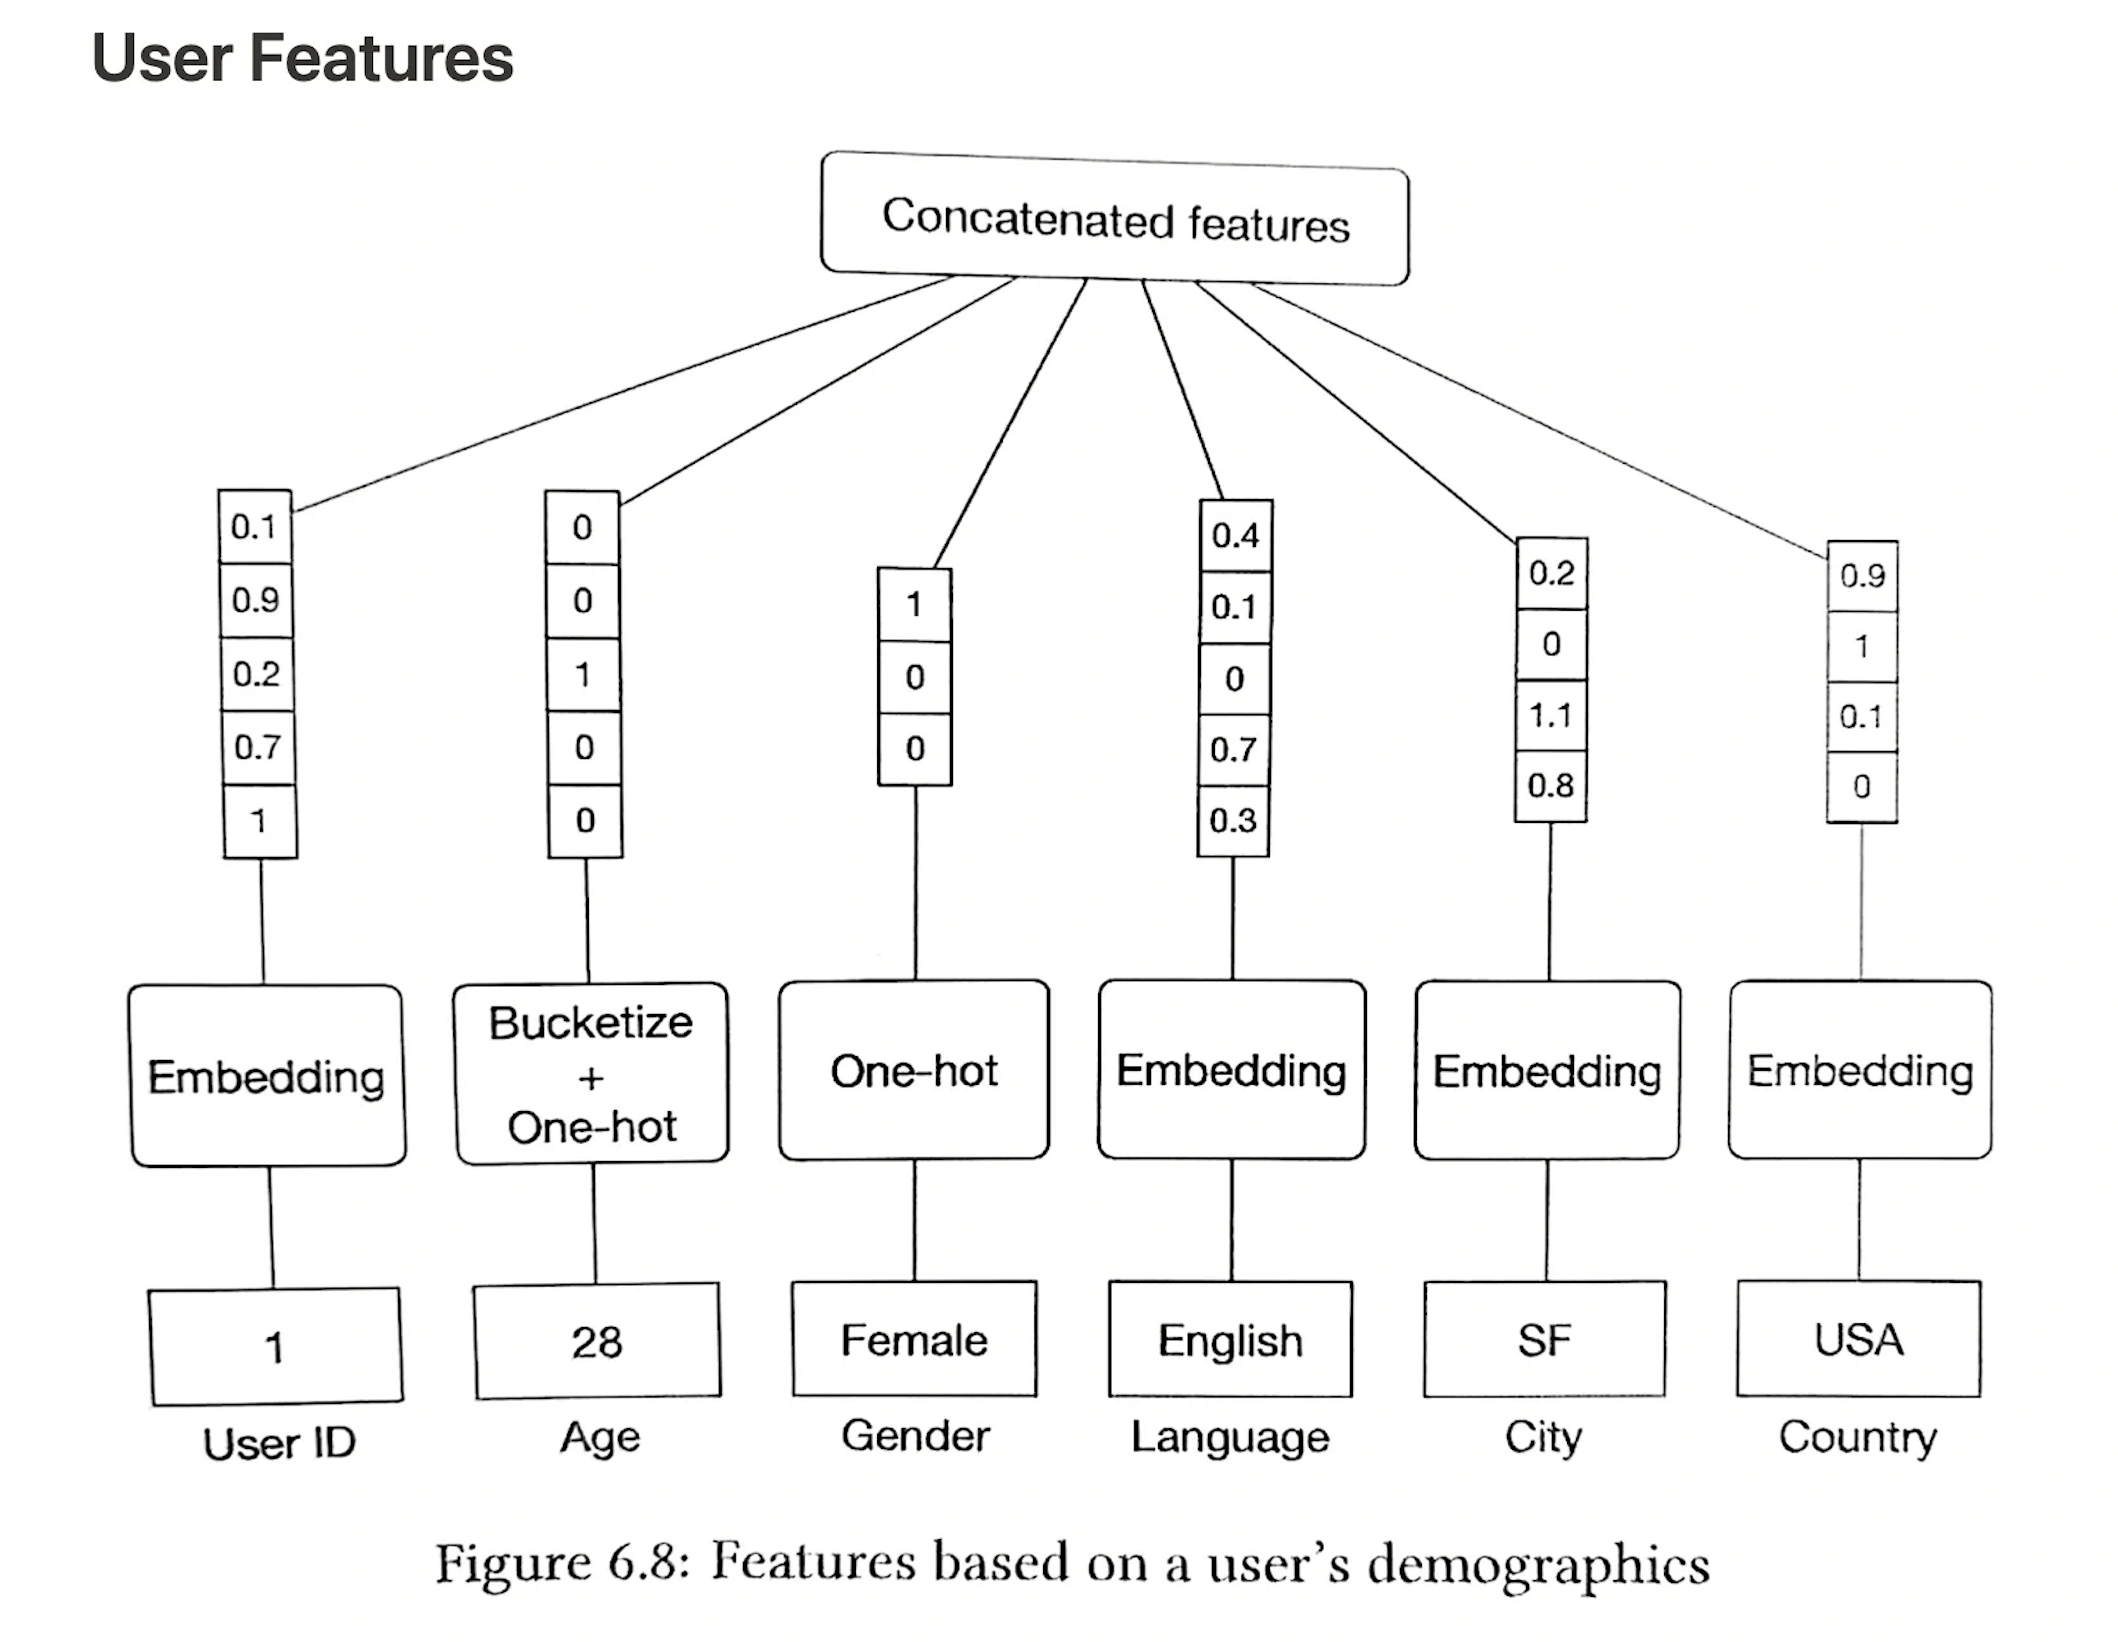 User Features
Concatenated features
0.1
0.9
0.2
0.7
1
0
0
1
0
0
1
0
0
0.4
0.1
0
0.7
0.3
0.2
0
1.1
0.8
0.9
1
0.1
0
Embedding
Bucketize
+
One-hot
One-hot
Embedding
Embedding
Embedding
1
28
Female
English
SF
USA
User ID
Age
Gender
Language
City
Country
Figure 6.8: Features based on a user's demographics